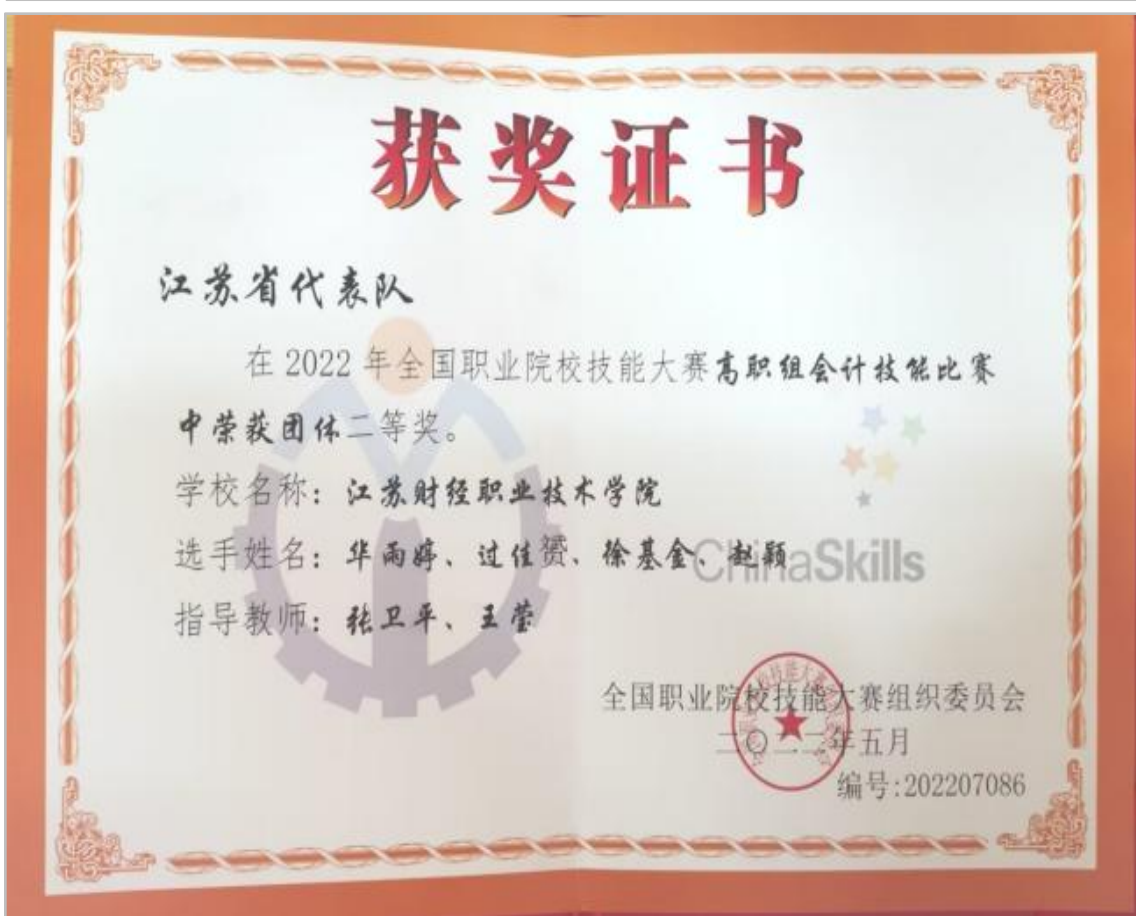 获奖证书
江苏省代表队
在 2022 年全国职业院校技能大赛高职组会计技能比赛
中荣获团体二等奖。
学校名称：江苏财经职业技术学院
选手姓名：华雨婷、过佳赟、徐基金、赵颖
指导教师：张卫平、王莹
ChinaSkills
全国职业院校技能大赛组织委员会
二〇二二年五月
编号:202207086